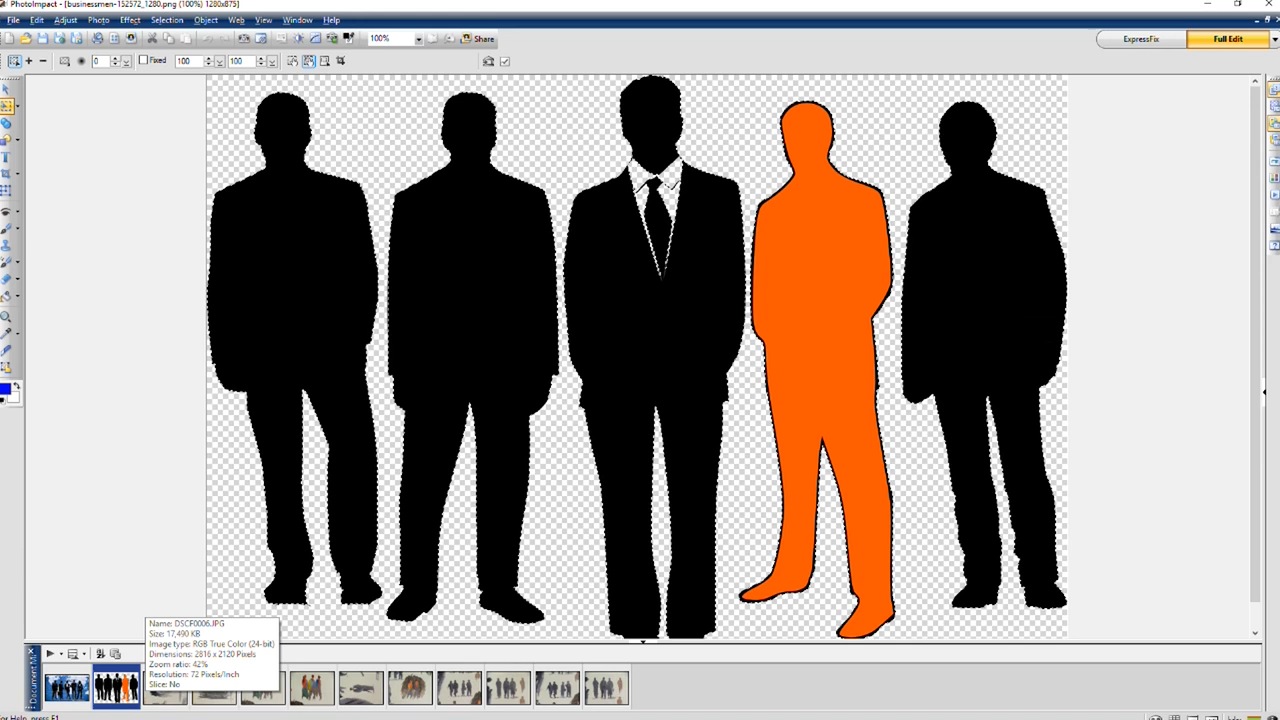 PhotoImpact - [businessmen-152572_1280.png (100%) 1280x875]
File Edit Adjust Photo Effect Selection Object Web View Window Help
100% Share ExpressFix Full Edit
0 Fixed 100 100
Name: DSCF0006.JPG
Size: 17,490 KB
Image type: RGB True Color (24-bit)
Dimensions: 2816 x 2120 Pixels
Zoom ratio: 42%
Resolution: 72 Pixels/Inch
Slice: No
Document M
or Help, press F1